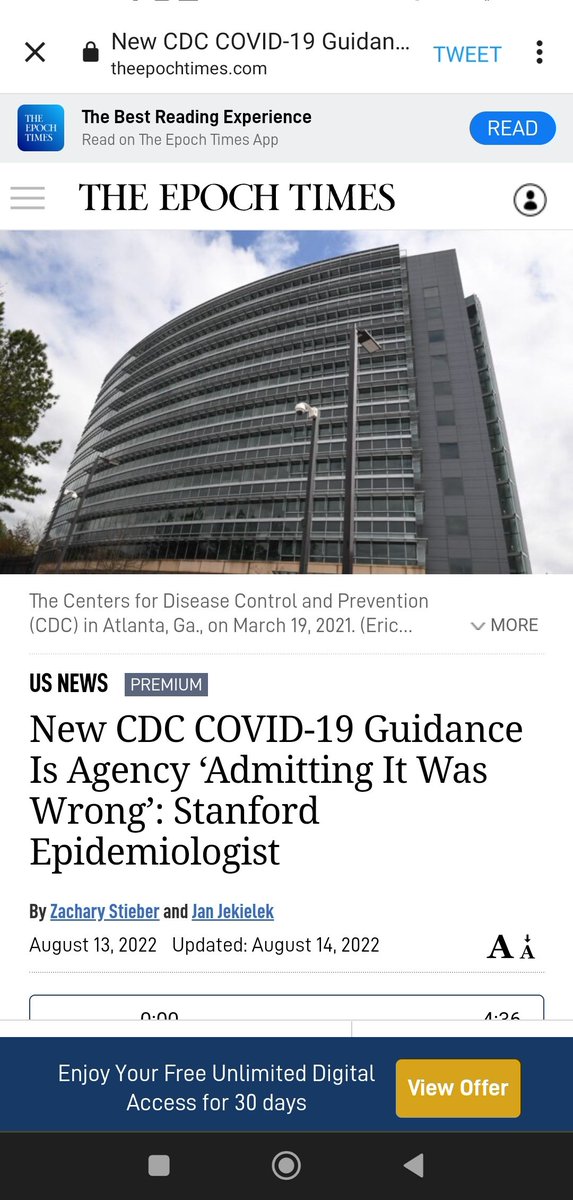 New CDC COVID-19 Guidan...
theepochtimes.com
TWEET
THE
EPOCH
TIMES
The Best Reading Experience
Read on The Epoch Times App
READ
THE EPOCH TIMES
The Centers for Disease Control and Prevention
(CDC) in Atlanta, Ga., on March 19, 2021. (Eric...
MORE
US NEWS PREMIUM
New CDC COVID-19 Guidance
Is Agency ‘Admitting It Was
Wrong’: Stanford
Epidemiologist
By Zachary Stieber and Jan Jekielek
August 13, 2022 Updated: August 14, 2022
A A
0:00 4:36
Enjoy Your Free Unlimited Digital
Access for 30 days
View Offer